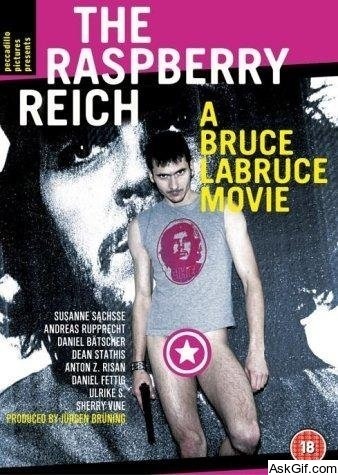 peccadillo
pictures
presents
THE
RASPBERRY
REICH
A
BRUCE
LABRUCE
MOVIE
SUSANNE SACHSSE
ANDREAS RUPPRECHT
DANIEL BÄTSCHER
DEAN STATHIS
ANTON Z. RISAN
DANIEL FETTIG
ULRIKE S.
SHERRY VINE
PRODUCED BY JÜRGEN BRÜNING
18
AskGif.com